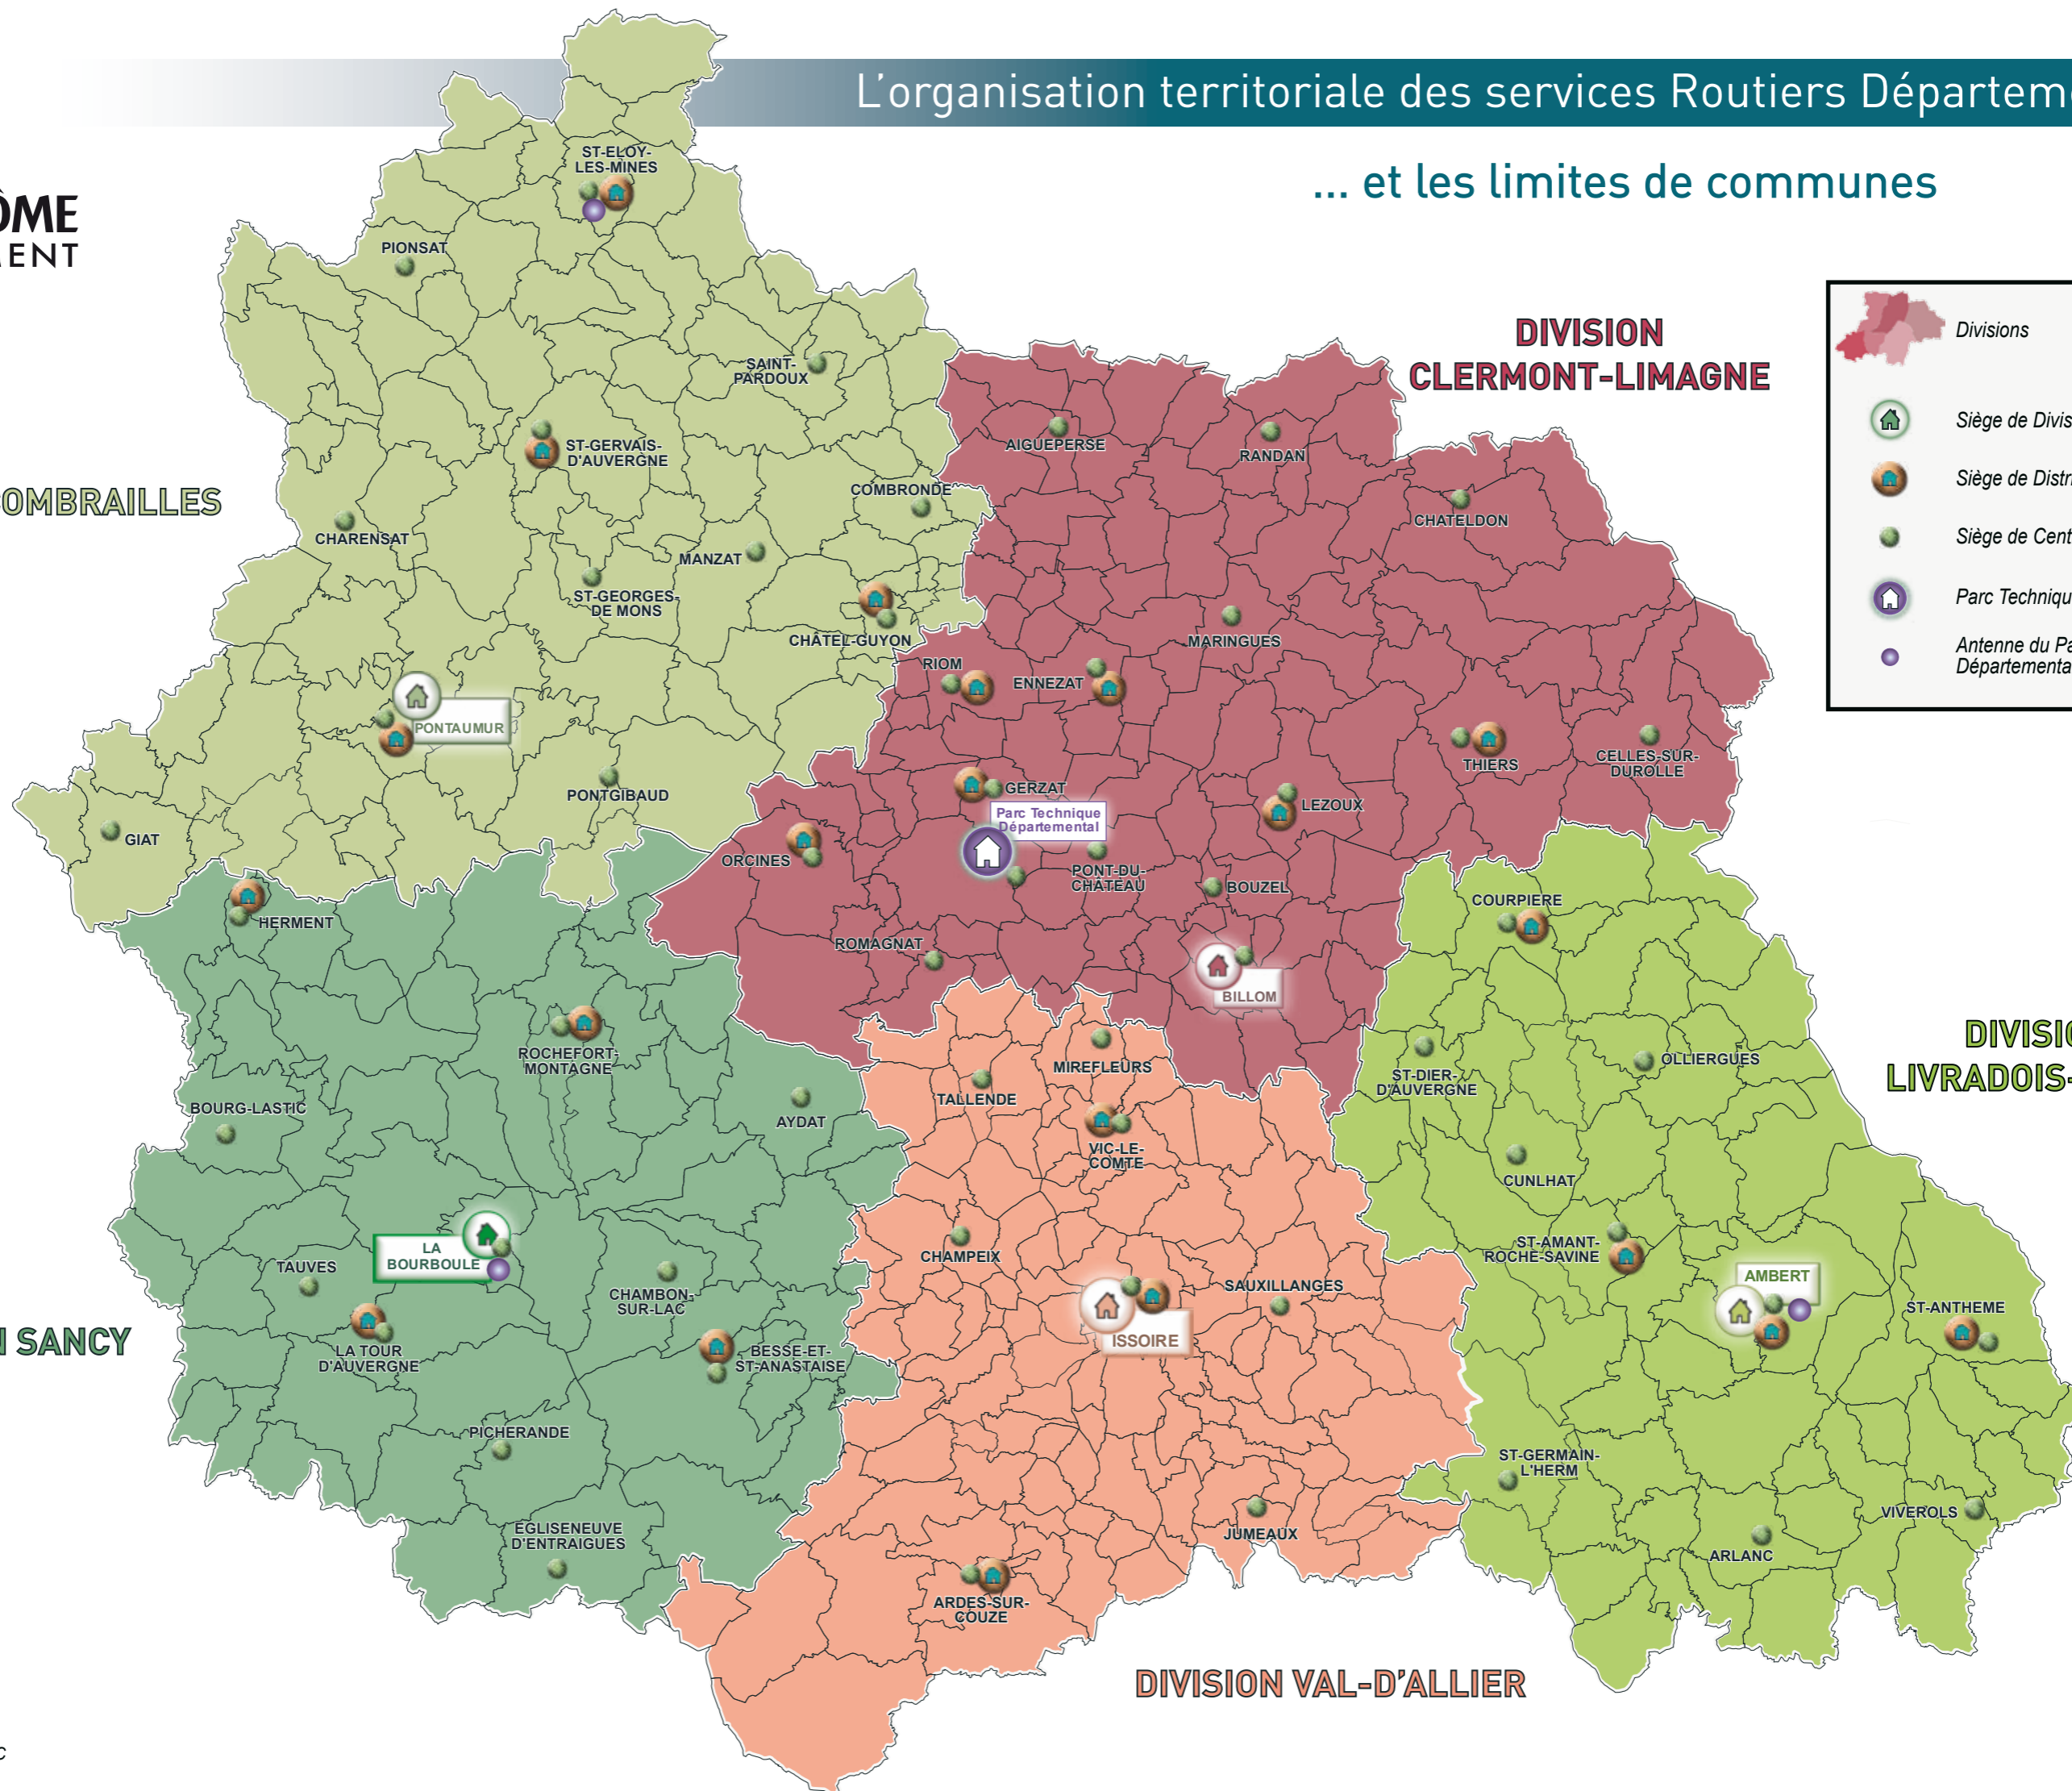 L'organisation territoriale des services Routiers Départeme
... et les limites de communes
ÔME
MENT
DIVISION
CLERMONT-LIMAGNE
Divisions
Siège de Divis
Siège de Distri
Siège de Cent
Parc Techniqu
Antenne du Pa
Départementa
OMBRAILLES
ST-ELOY-
LES-MINES
PIONSAT
SAINT-
PARDOUX
ST-GERVAIS-
D'AUVERGNE
COMBRONDE
CHARENSAT
MANZAT
ST-GEORGES-
DE MONS
CHÂTEL-GUYON
PONTAUMUR
PONTGIBAUD
GIAT
AIGUEPERSE
RANDAN
CHATELDON
MARINGUES
RIOM
ENNEZAT
THIERS
CELLES-SUR-
DUROLLE
GERZAT
Parc Technique
Départemental
LEZOUX
ORCINES
PONT-DU-
CHÂTEAU
BOUZEL
ROMAGNAT
BILLOM
HERMENT
ROCHEFORT-
MONTAGNE
BOURG-LASTIC
AYDAT
LA
BOURBOULE
TAUVES
CHAMBON-
SUR-LAC
LA TOUR
D'AUVERGNE
BESSE-ET-
ST-ANASTAISE
PICHERANDE
EGLISENEUVE
D'ENTRAIGUES
N SANCY
MIREFLEURS
TALLENDE
VIC-LE-
COMTE
CHAMPEIX
SAUXILLANGES
ISSOIRE
JUMEAUX
ARDES-SUR-
COUZE
DIVISION VAL-D'ALLIER
COURPIERE
ST-DIER-
D'AUVERGNE
OLLIERGUES
CUNLHAT
ST-AMANT-
ROCHE-SAVINE
AMBERT
ST-ANTHEME
ST-GERMAIN-
L'HERM
VIVEROLS
ARLANC
DIVISIO
LIVRADOIS-
c